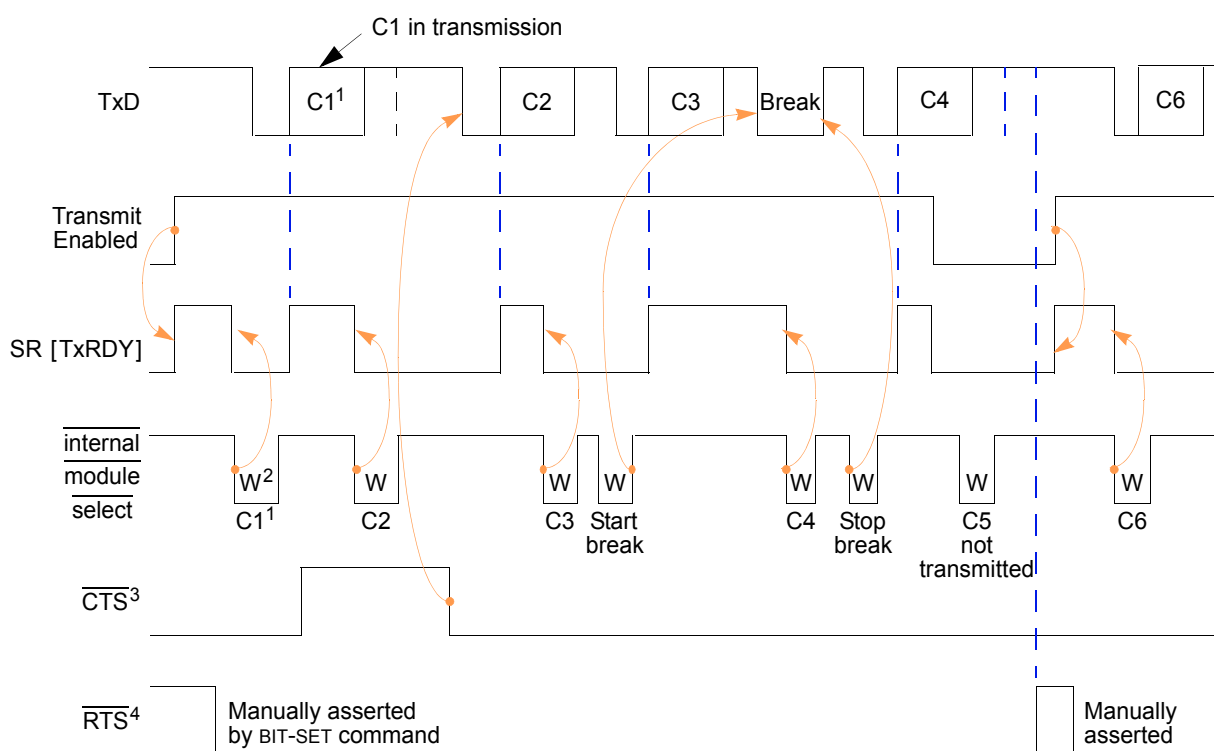 C1 in transmission
TxD
C1¹
C2
C3
Break
C4
C6
Transmit
Enabled
SR [TxRDY]
internal
module
select
W²
W
W
W
W
W
W
W
C1¹
C2
C3
Start
break
C4
Stop
break
C5
not
transmitted
C6
CTS³
RTS⁴
Manually asserted
by BIT-SET command
Manually
asserted